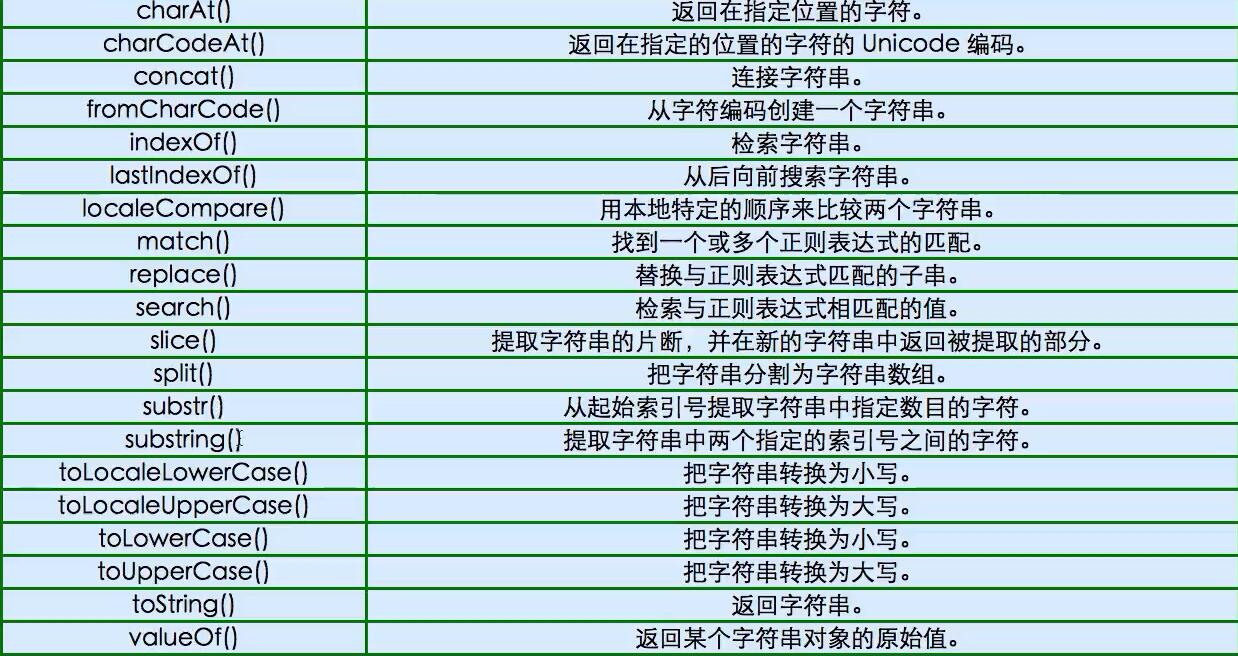 charAt() 返回在指定位置的字符。
charCodeAt() 返回在指定的位置的字符的 Unicode 编码。
concat() 连接字符串。
fromCharCode() 从字符编码创建一个字符串。
indexOf() 检索字符串。
lastIndexOf() 从后向前搜索字符串。
localeCompare() 用本地特定的顺序来比较两个字符串。
match() 找到一个或多个正则表达式的匹配。
replace() 替换与正则表达式匹配的子串。
search() 检索与正则表达式相匹配的值。
slice() 提取字符串的片断，并在新的字符串中返回被提取的部分。
split() 把字符串分割为字符串数组。
substr() 从起始索引号提取字符串中指定数目的字符。
substring() 提取字符串中两个指定的索引号之间的字符。
toLocaleLowerCase() 把字符串转换为小写。
toLocaleUpperCase() 把字符串转换为大写。
toLowerCase() 把字符串转换为小写。
toUpperCase() 把字符串转换为大写。
toString() 返回字符串。
valueOf() 返回某个字符串对象的原始值。